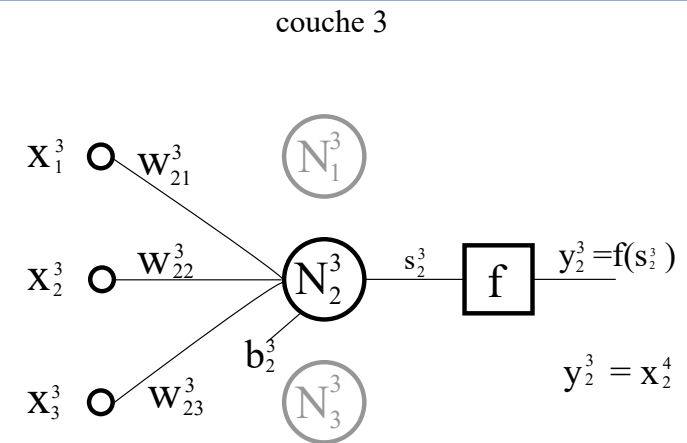 couche 3
x₁³ w₂₁³ N₁³
x₂³ w₂₂³ N₂³ s₂³ f y₂³=f(s₂³)
b₂³
x₃³ w₂₃³ N₃³ y₂³ = x₂⁴